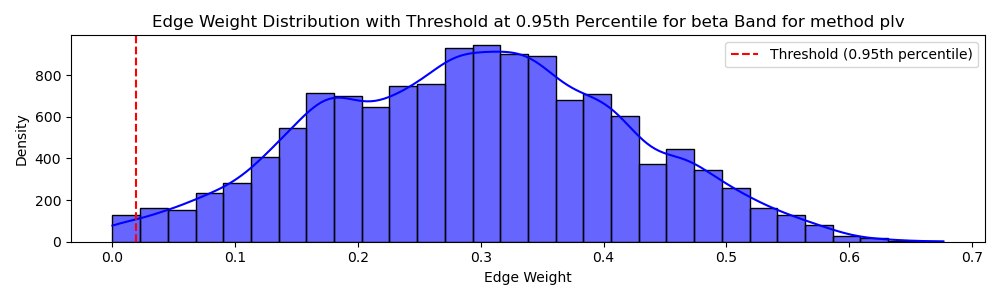 Edge Weight Distribution with Threshold at 0.95th Percentile for beta Band for method plv
Threshold (0.95th percentile)
Density
800
600
400
200
0
0.0 0.1 0.2 0.3 0.4 0.5 0.6 0.7
Edge Weight